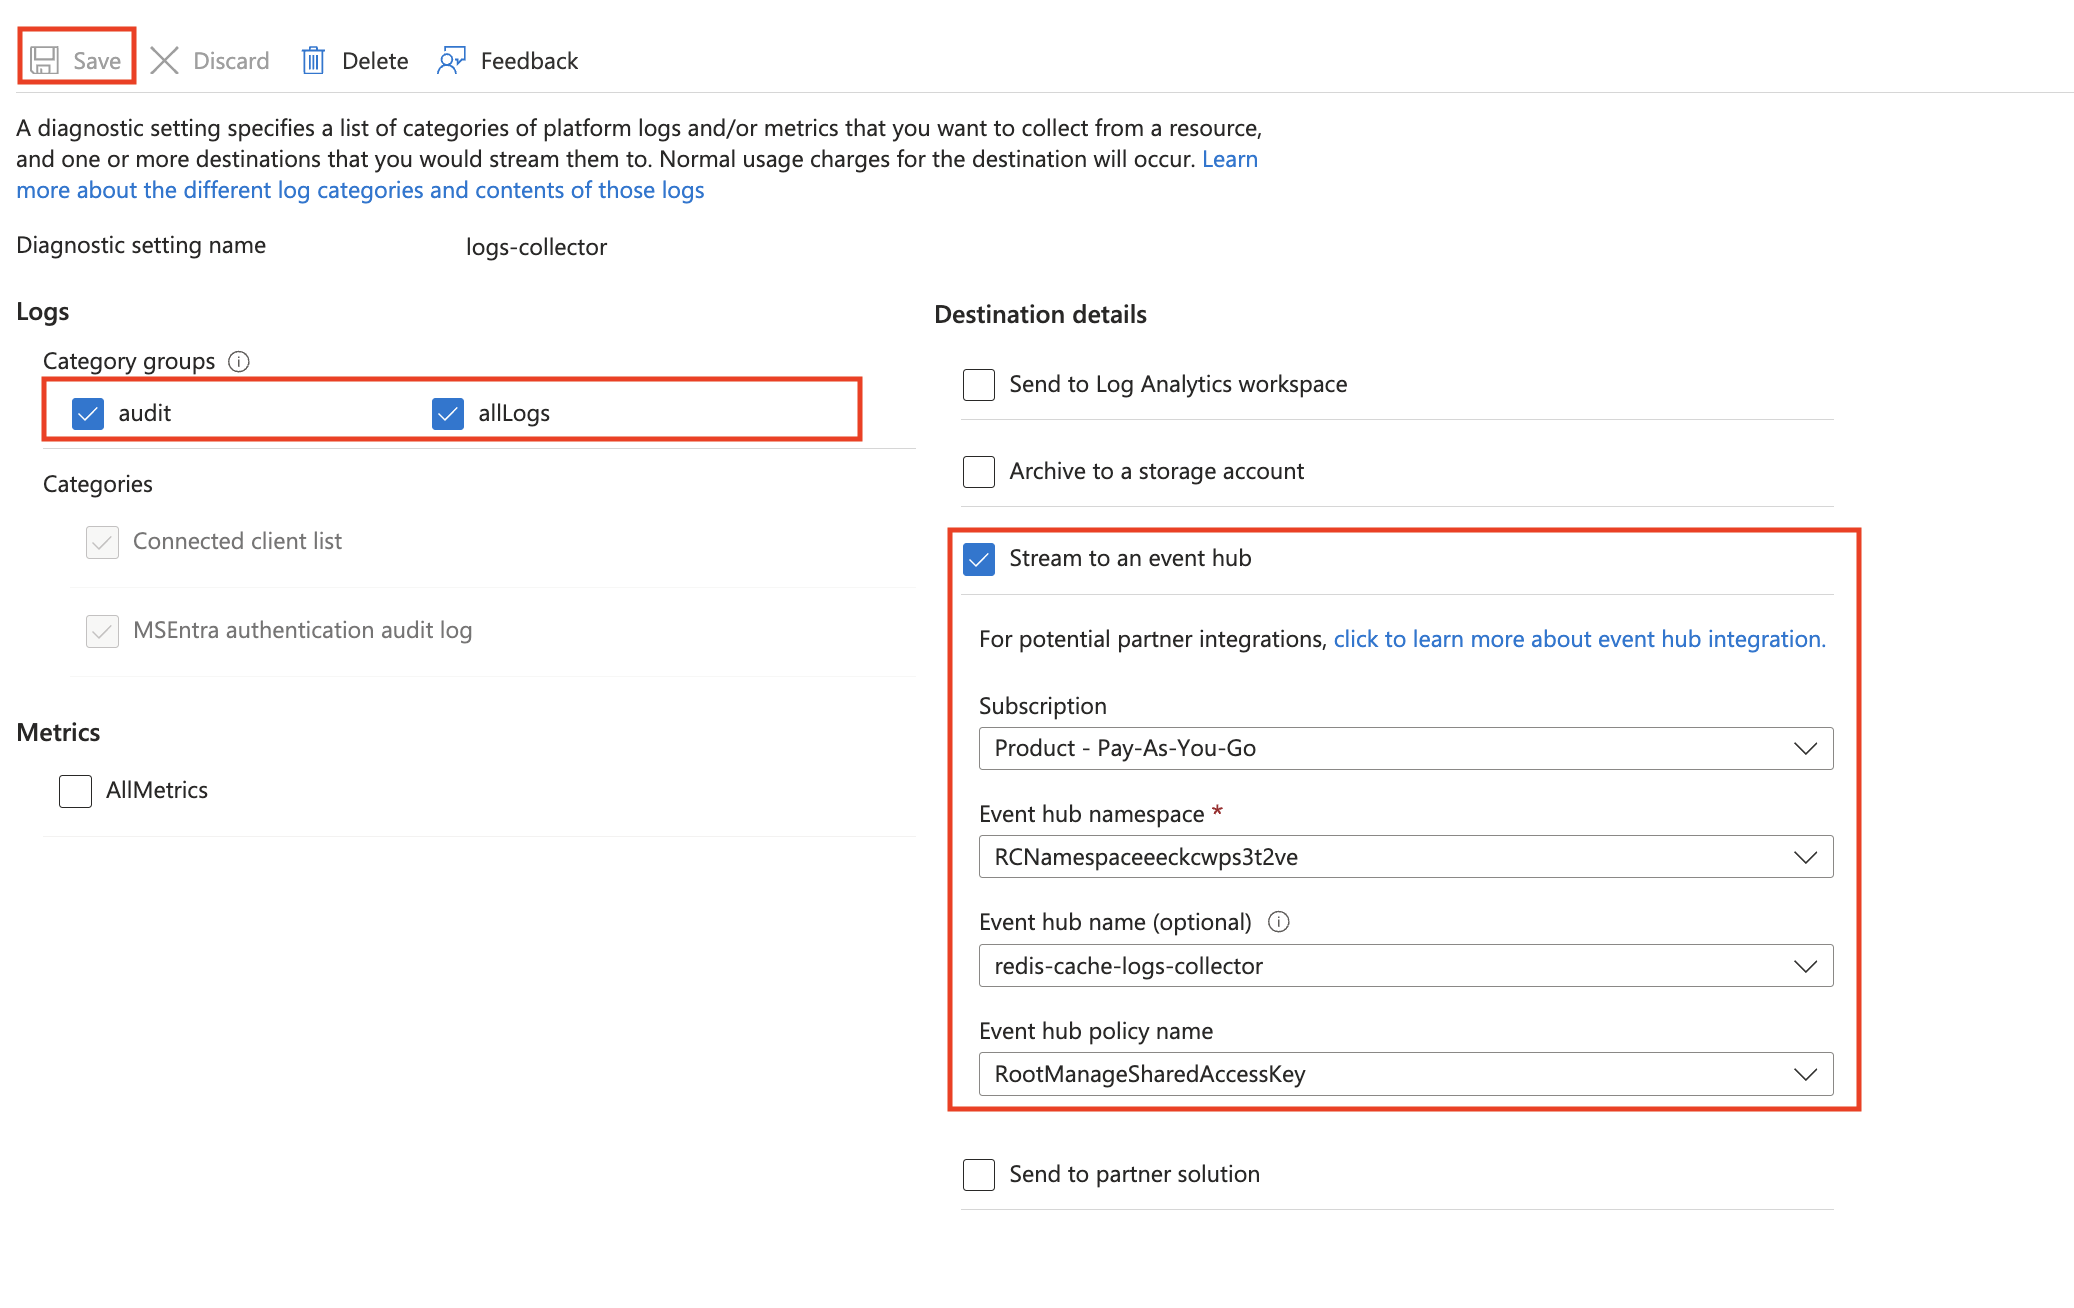 Save Discard Delete Feedback
A diagnostic setting specifies a list of categories of platform logs and/or metrics that you want to collect from a resource,
and one or more destinations that you would stream them to. Normal usage charges for the destination will occur. Learn
more about the different log categories and contents of those logs
Diagnostic setting name logs-collector
Logs
Category groups
audit allLogs
Categories
Connected client list
MSEntra authentication audit log
Metrics
AllMetrics
Destination details
Send to Log Analytics workspace
Archive to a storage account
Stream to an event hub
For potential partner integrations, click to learn more about event hub integration.
Subscription
Product - Pay-As-You-Go
Event hub namespace *
RCNamespaceeeckcwps3t2ve
Event hub name (optional)
redis-cache-logs-collector
Event hub policy name
RootManageSharedAccessKey
Send to partner solution